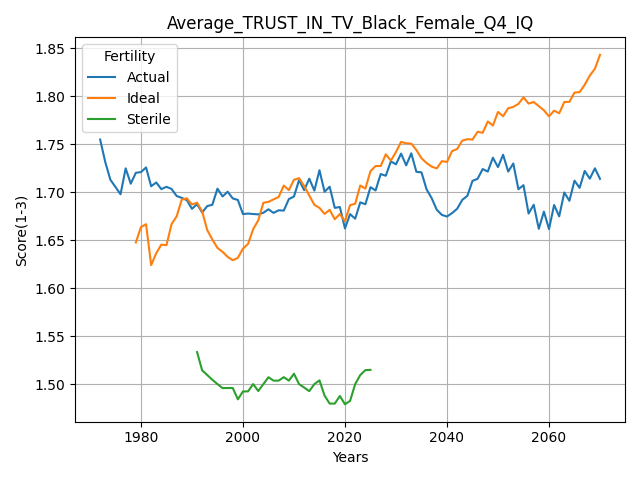 Average_TRUST_IN_TV_Black_Female_Q4_IQ
Fertility
Actual
Ideal
Sterile
Score(1-3)
1.85
1.80
1.75
1.70
1.65
1.60
1.55
1.50
1980
2000
2020
2040
2060
Years